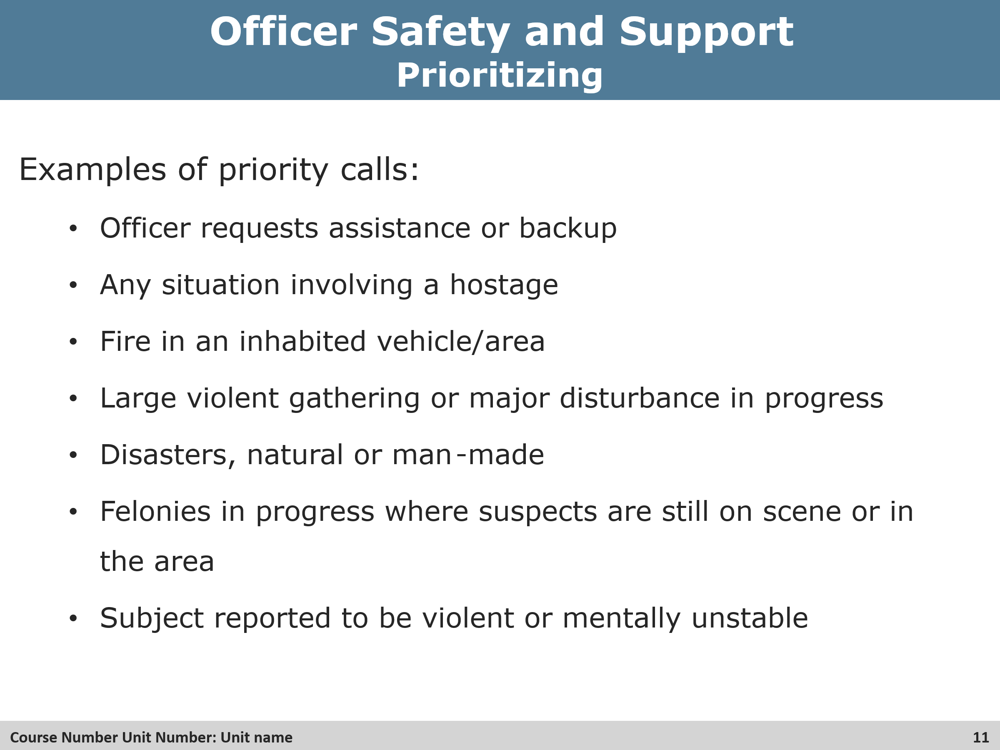 Officer Safety and Support
Prioritizing
Examples of priority calls:
• Officer requests assistance or backup
• Any situation involving a hostage
• Fire in an inhabited vehicle/area
• Large violent gathering or major disturbance in progress
• Disasters, natural or man-made
• Felonies in progress where suspects are still on scene or in
the area
• Subject reported to be violent or mentally unstable
Course Number Unit Number: Unit name
11